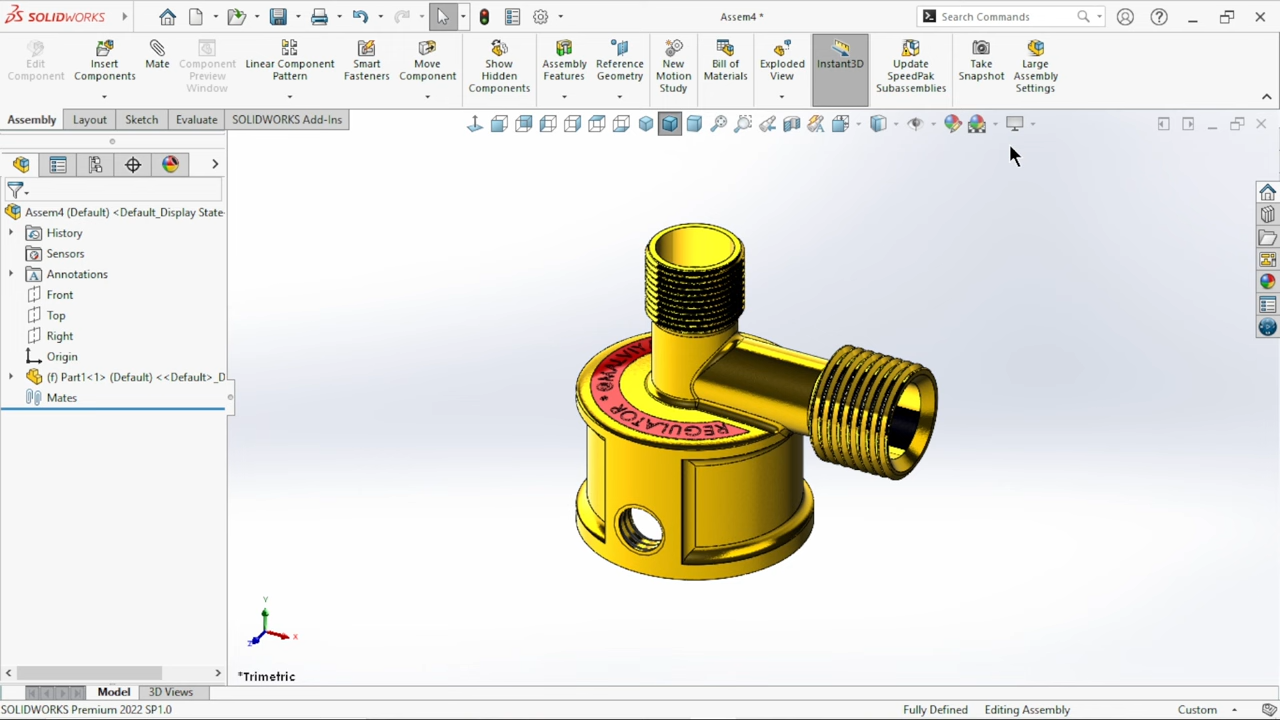 SOLIDWORKS
Assem4 *
Search Commands
Edit Component
Insert Components
Mate
Component Preview Window
Linear Component Pattern
Smart Fasteners
Move Component
Show Hidden Components
Assembly Features
Reference Geometry
New Motion Study
Bill of Materials
Exploded View
Instant3D
Update SpeedPak Subassemblies
Take Snapshot
Large Assembly Settings
Assembly
Layout
Sketch
Evaluate
SOLIDWORKS Add-Ins
Assem4 (Default) <Default_Display State
History
Sensors
Annotations
Front
Top
Right
Origin
(f) Part1<1> (Default) <<Default>_D
Mates
REGULATOR *
Y
X
Z
*Trimetric
Model
3D Views
SOLIDWORKS Premium 2022 SP1.0
Fully Defined
Editing Assembly
Custom